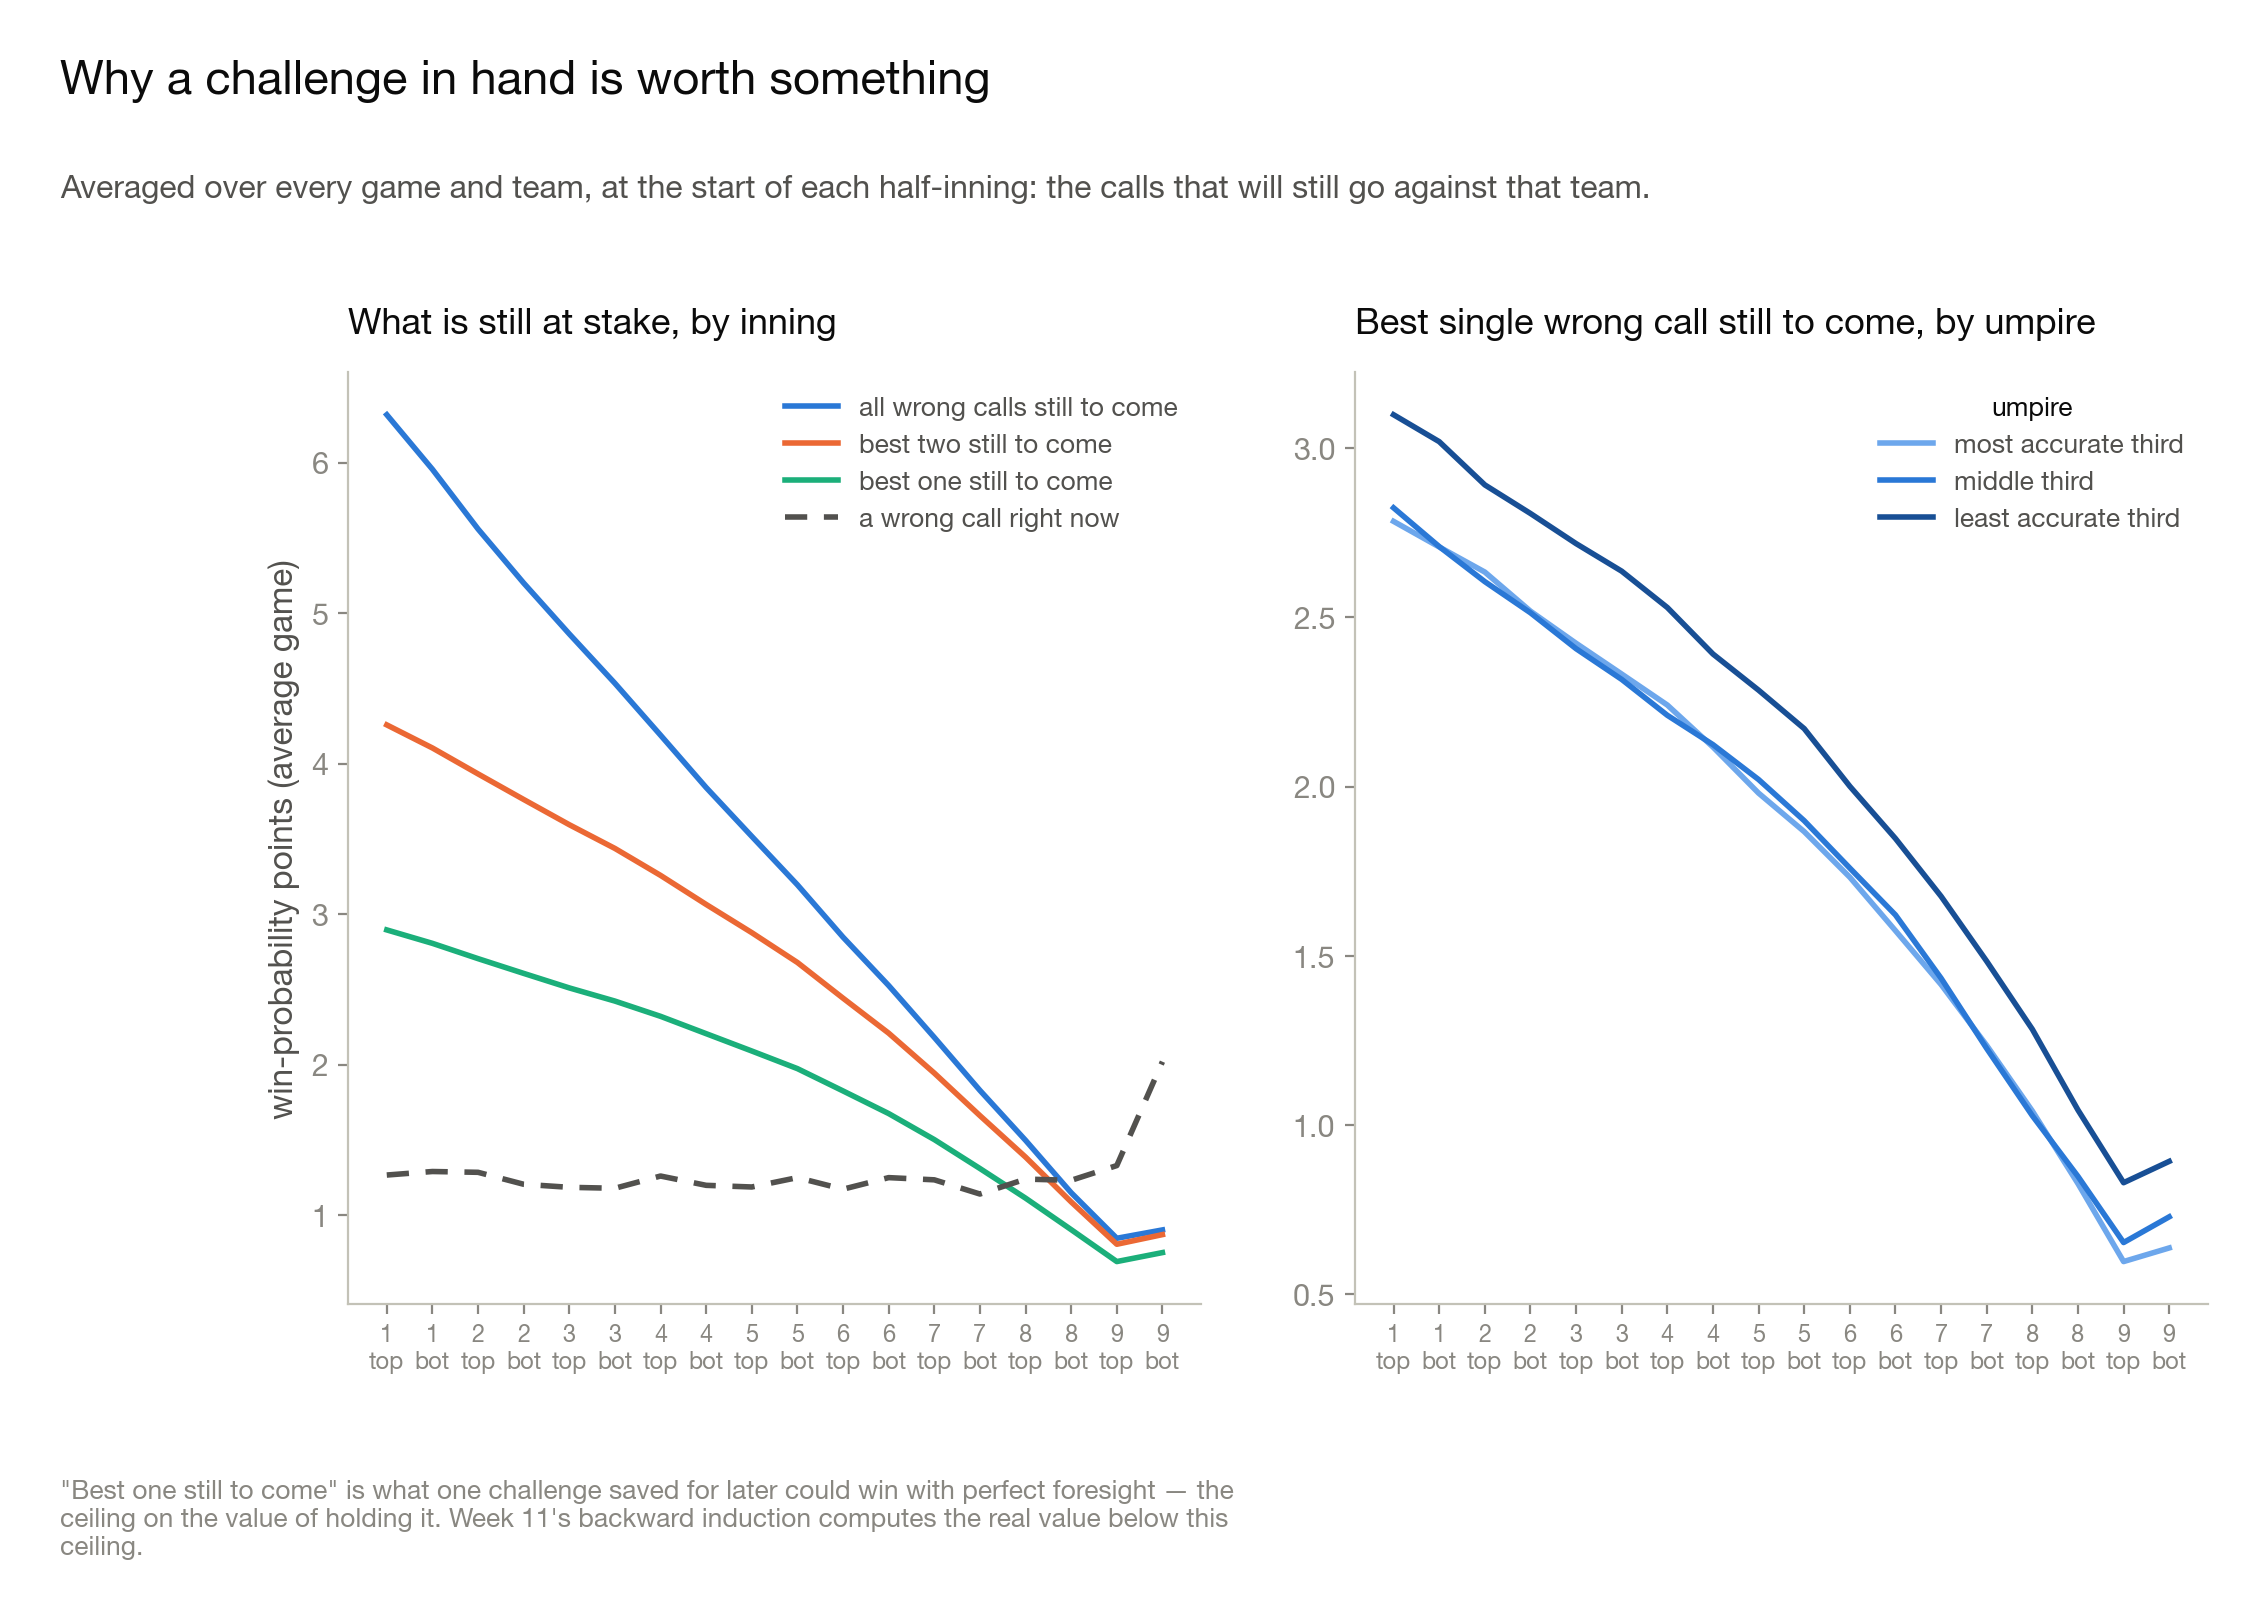 Why a challenge in hand is worth something
Averaged over every game and team, at the start of each half-inning: the calls that will still go against that team.
What is still at stake, by inning
win-probability points (average game)
6
5
4
3
2
1
all wrong calls still to come
best two still to come
best one still to come
a wrong call right now
1 1 2 2 3 3 4 4 5 5 6 6 7 7 8 8 9 9
top bot top bot top bot top bot top bot top bot top bot top bot top bot
Best single wrong call still to come, by umpire
3.0
2.5
2.0
1.5
1.0
0.5
umpire
most accurate third
middle third
least accurate third
1 1 2 2 3 3 4 4 5 5 6 6 7 7 8 8 9 9
top bot top bot top bot top bot top bot top bot top bot top bot top bot
"Best one still to come" is what one challenge saved for later could win with perfect foresight — the
ceiling on the value of holding it. Week 11's backward induction computes the real value below this
ceiling.